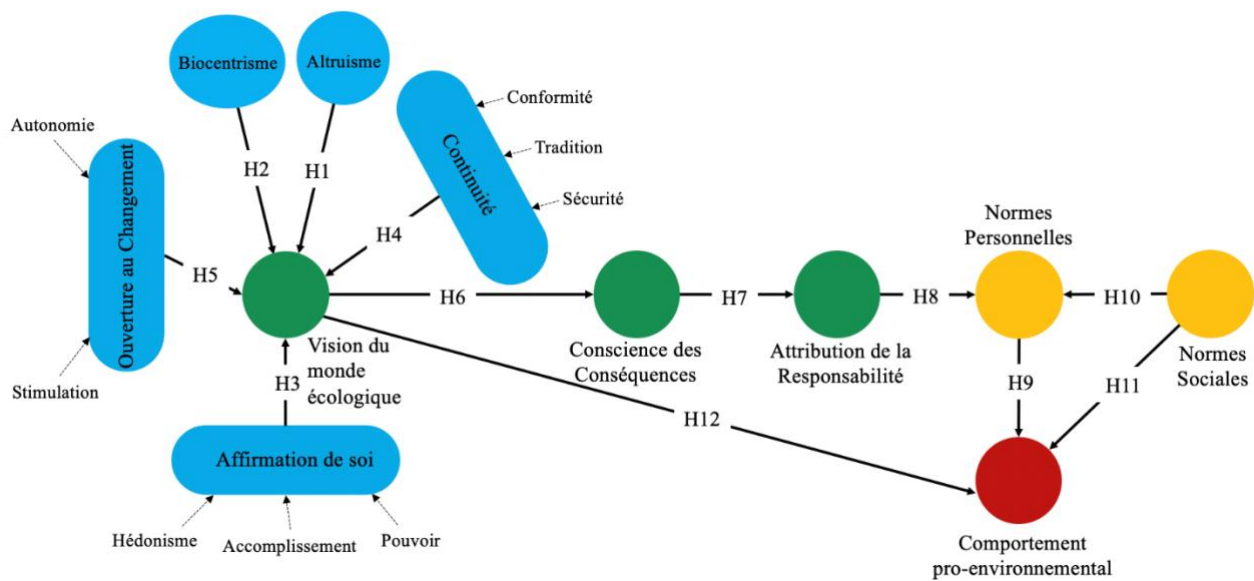 Biocentrisme
Altruisme
Conformité
Autonomie
Tradition
Continuité
Ouverture au Changement
H2
H1
Sécurité
Normes
Personnelles
H4
H5
H6
H7
H8
H10
Vision du
monde
écologique
Conscience des
Conséquences
Attribution de la
Responsabilité
Normes
Sociales
Stimulation
H3
H9
H11
H12
Affirmation de soi
Hédonisme
Accomplissement
Pouvoir
Comportement
pro-environnemental